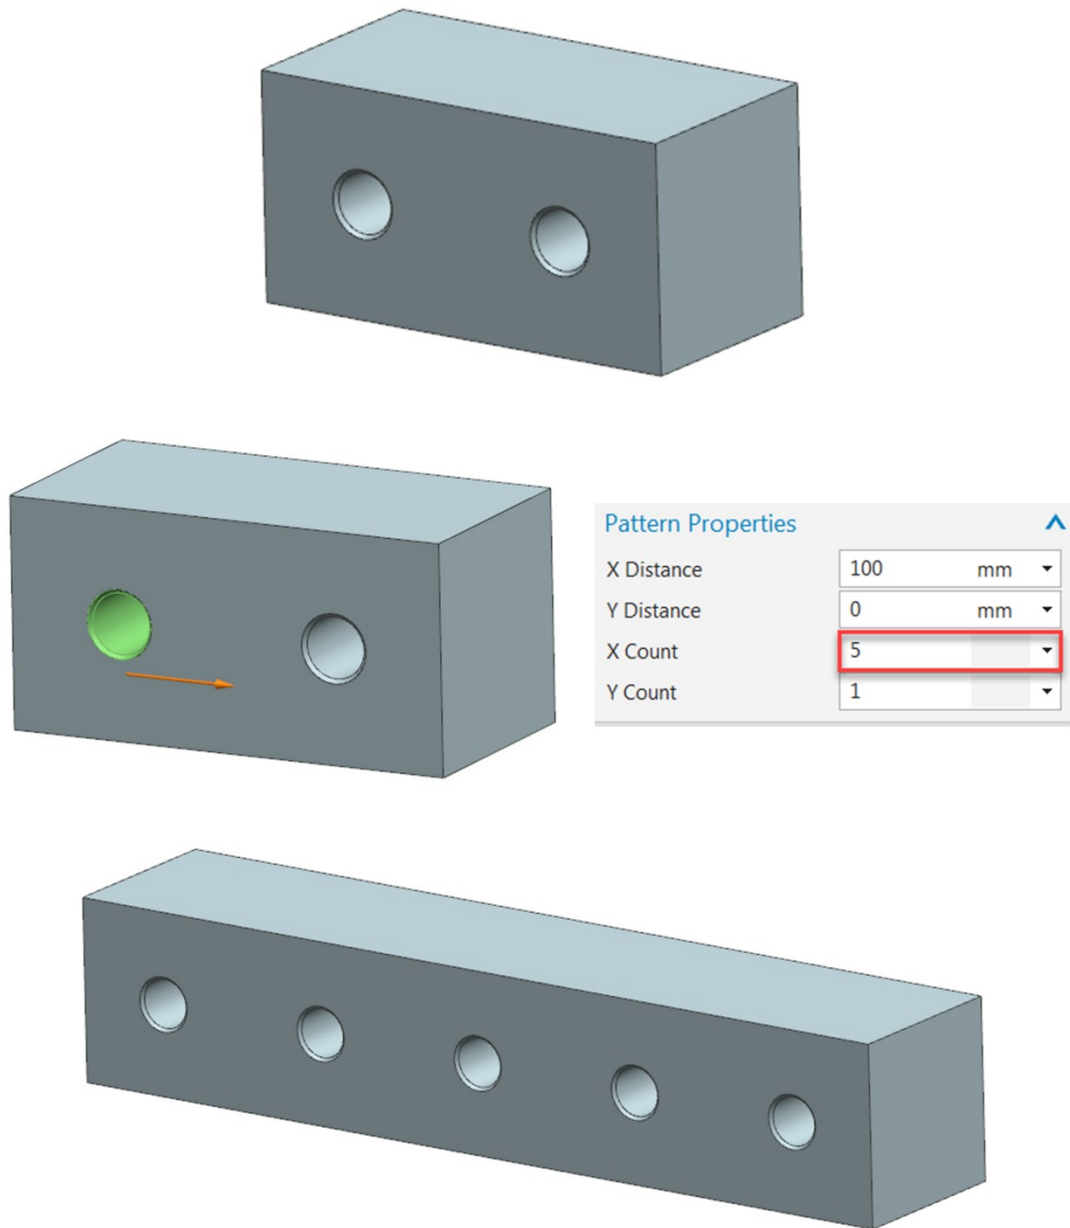 Pattern Properties
X Distance 100 mm
Y Distance 0 mm
X Count 5
Y Count 1